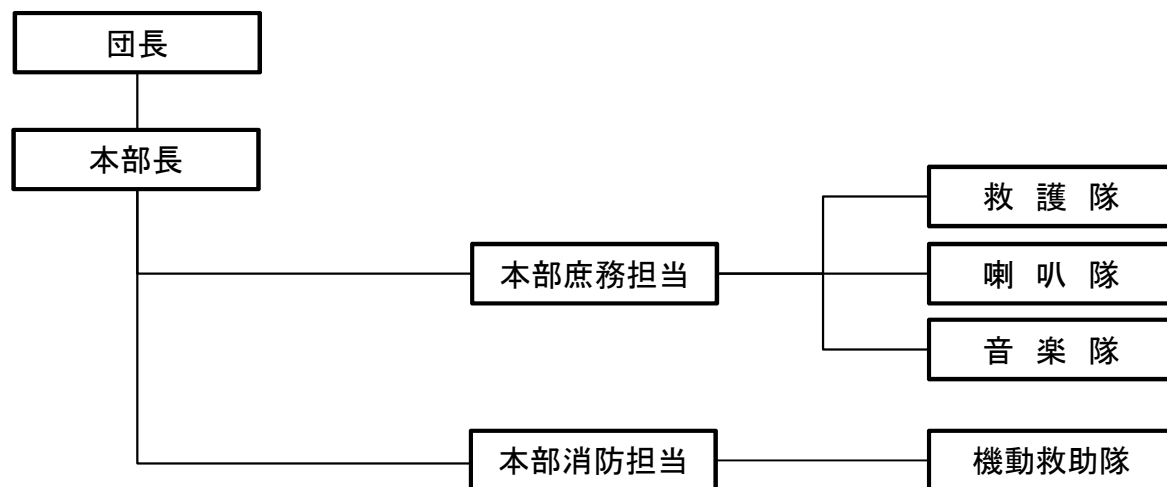 団長
本部長
救 護 隊
本部庶務担当
喇 叭 隊
音 楽 隊
本部消防担当
機動救助隊